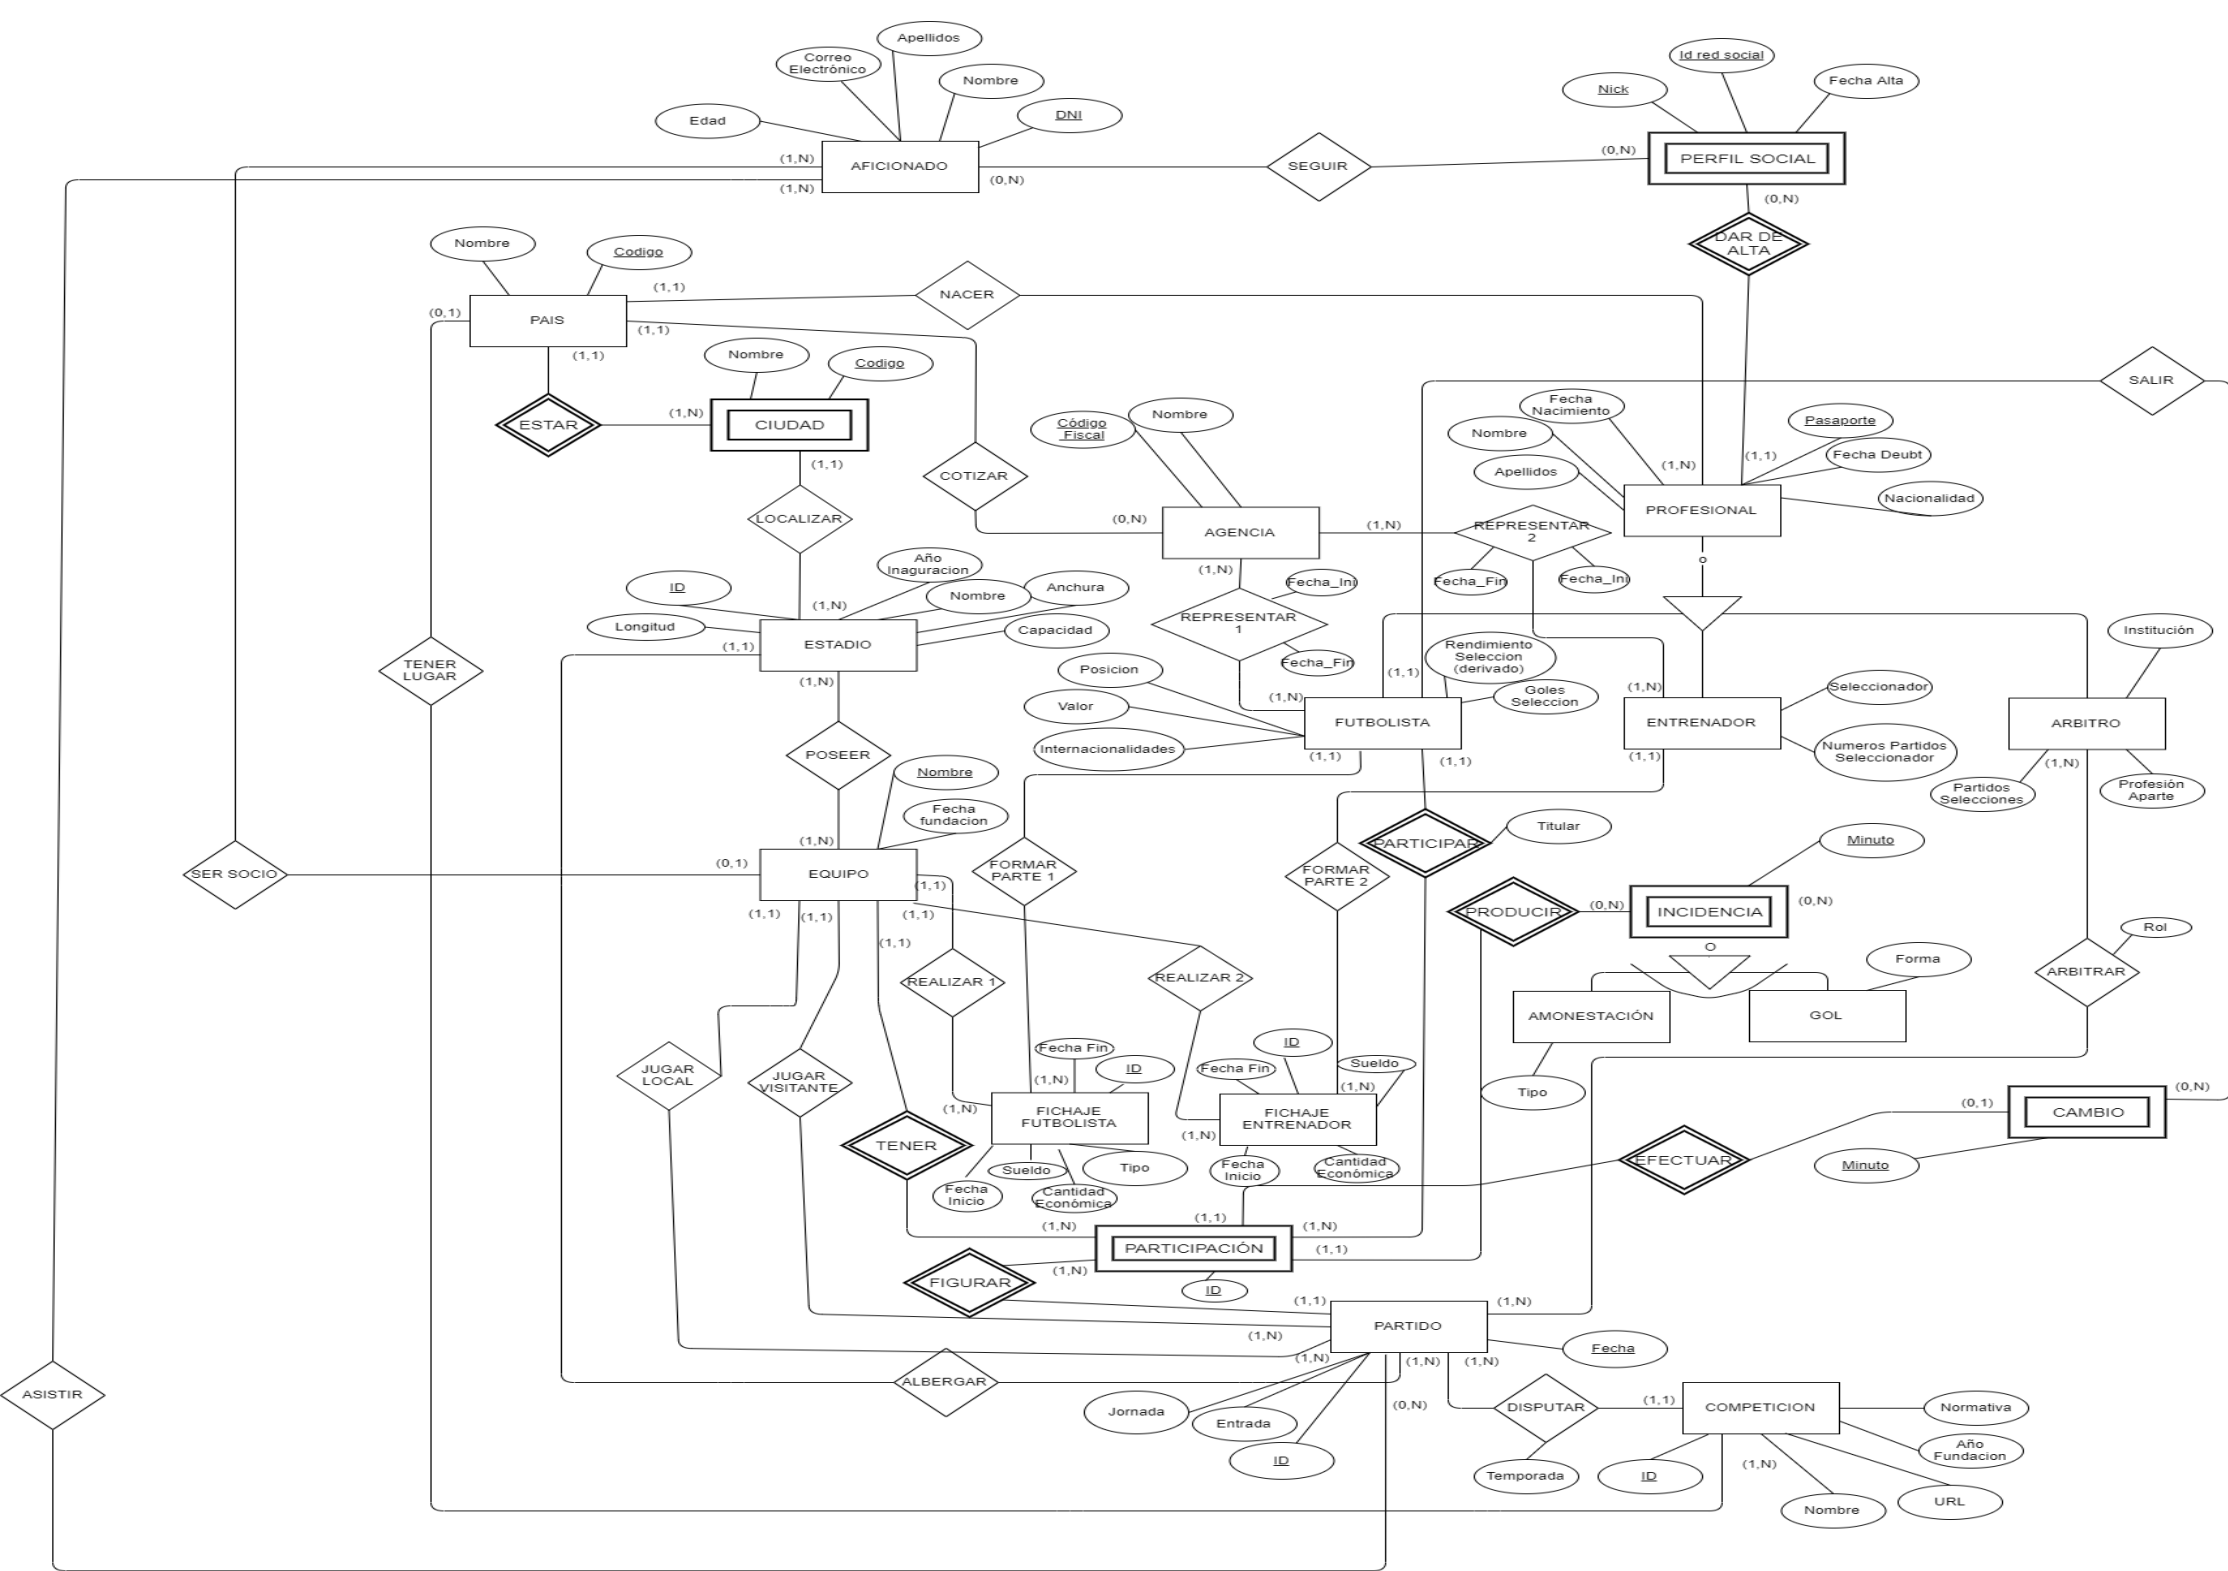 Apellidos
Correo
Electrónico
Nombre
DNI
Edad
(1,N)
AFICIONADO
(1,N)
(0,N)
SEGUIR
(0,N)
Id red social
Nick
Fecha Alta
PERFIL SOCIAL
(0,N)
DAR DE
ALTA
Nombre
Codigo
(1,1)
NACER
(0,1)
PAIS
(1,1)
(1,1)
Nombre
Codigo
ESTAR
(1,N)
CIUDAD
(1,1)
SALIR
Código
Fiscal
Nombre
Fecha
Nacimiento
Nombre
Apellidos
Pasaporte
Fecha Deubt
(1,N)
(1,1)
Nacionalidad
PROFESIONAL
o
COTIZAR
LOCALIZAR
(0,N)
AGENCIA
(1,N)
REPRESENTAR
2
Fecha_Fin
Fecha_Ini
(1,N)
Fecha_Ini
REPRESENTAR
1
Fecha_Fin
Año
Inaguracion
ID
Nombre
Anchura
(1,N)
Longitud
Capacidad
(1,1)
ESTADIO
(1,N)
TENER
LUGAR
Institución
Rendimiento
Seleccion
(derivado)
Posicion
(1,1)
Goles
Seleccion
Valor
(1,N)
(1,N)
Seleccionador
FUTBOLISTA
ENTRENADOR
ARBITRO
Internacionalidades
(1,1)
(1,1)
(1,1)
Numeros Partidos
Seleccionador
(1,N)
Partidos
Selecciones
Profesión
Aparte
POSEER
Nombre
Fecha
fundacion
(1,N)
SER SOCIO
(0,1)
EQUIPO
(1,1)
(1,1)
(1,1)
(1,1)
(1,1)
FORMAR
PARTE 1
FORMAR
PARTE 2
PARTICIPAR
Titular
Minuto
PRODUCIR
(0,N)
INCIDENCIA
(0,N)
O
Forma
Rol
ARBITRAR
AMONESTACIÓN
GOL
Tipo
REALIZAR 1
REALIZAR 2
JUGAR
LOCAL
JUGAR
VISITANTE
Fecha Fin
ID
(1,N)
(1,N)
FICHAJE
FUTBOLISTA
Sueldo
Tipo
Fecha
Inicio
Cantidad
Económica
ID
Fecha Fin
Sueldo
(1,N)
FICHAJE
ENTRENADOR
(1,N)
Fecha
Inicio
Cantidad
Económica
(0,N)
(0,1)
CAMBIO
Minuto
EFECTUAR
TENER
(1,N)
(1,1)
(1,N)
PARTICIPACIÓN
(1,1)
(1,N)
ID
FIGURAR
(1,1)
(1,N)
PARTIDO
(1,N)
(1,N)
(1,N)
(1,N)
Fecha
ALBERGAR
ASISTIR
Jornada
Entrada
ID
(0,N)
DISPUTAR
Temporada
(1,1)
COMPETICION
Normativa
Año
Fundacion
ID
(1,N)
Nombre
URL